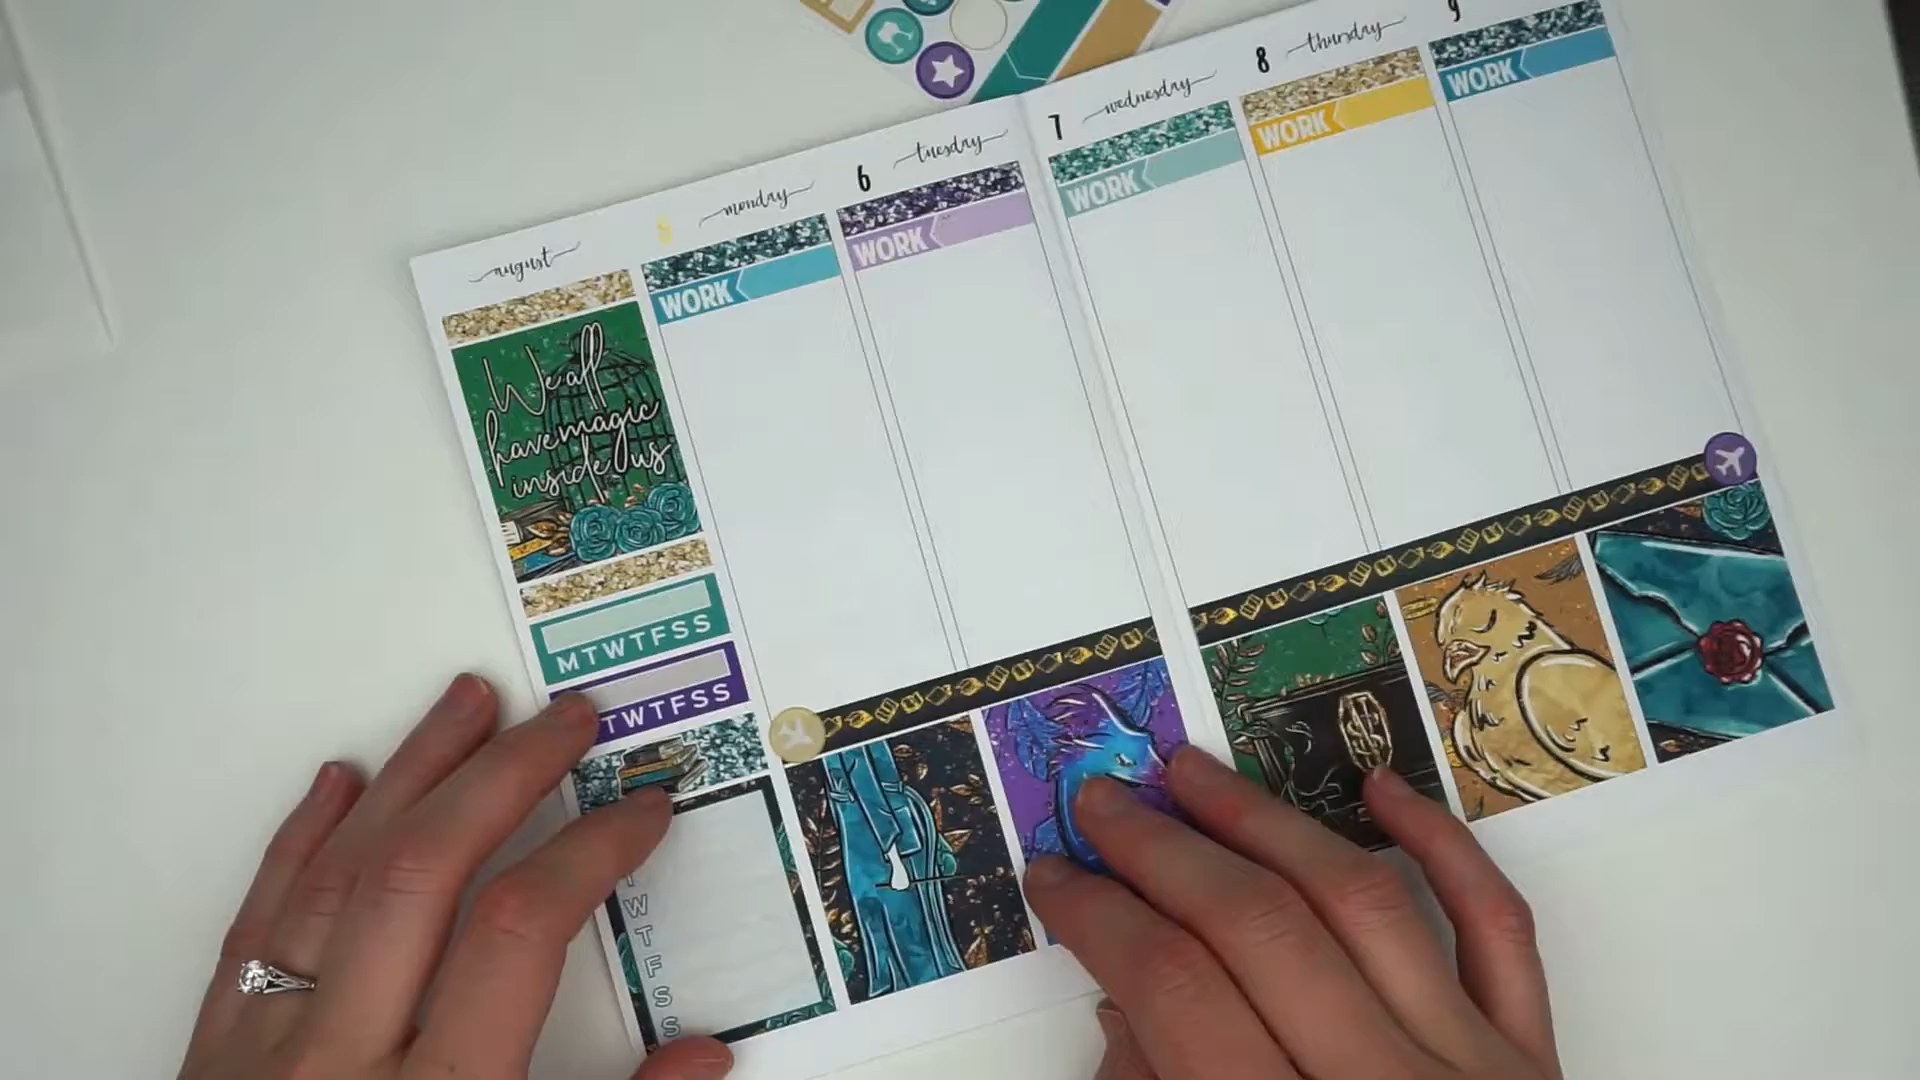 august
5
monday
6
tuesday
7
wednesday
8
thursday
9
WORK
WORK
WORK
WORK
WORK
We all
have magic
inside us
MTWTFSS
TWTFSS
W
T
F
S
S